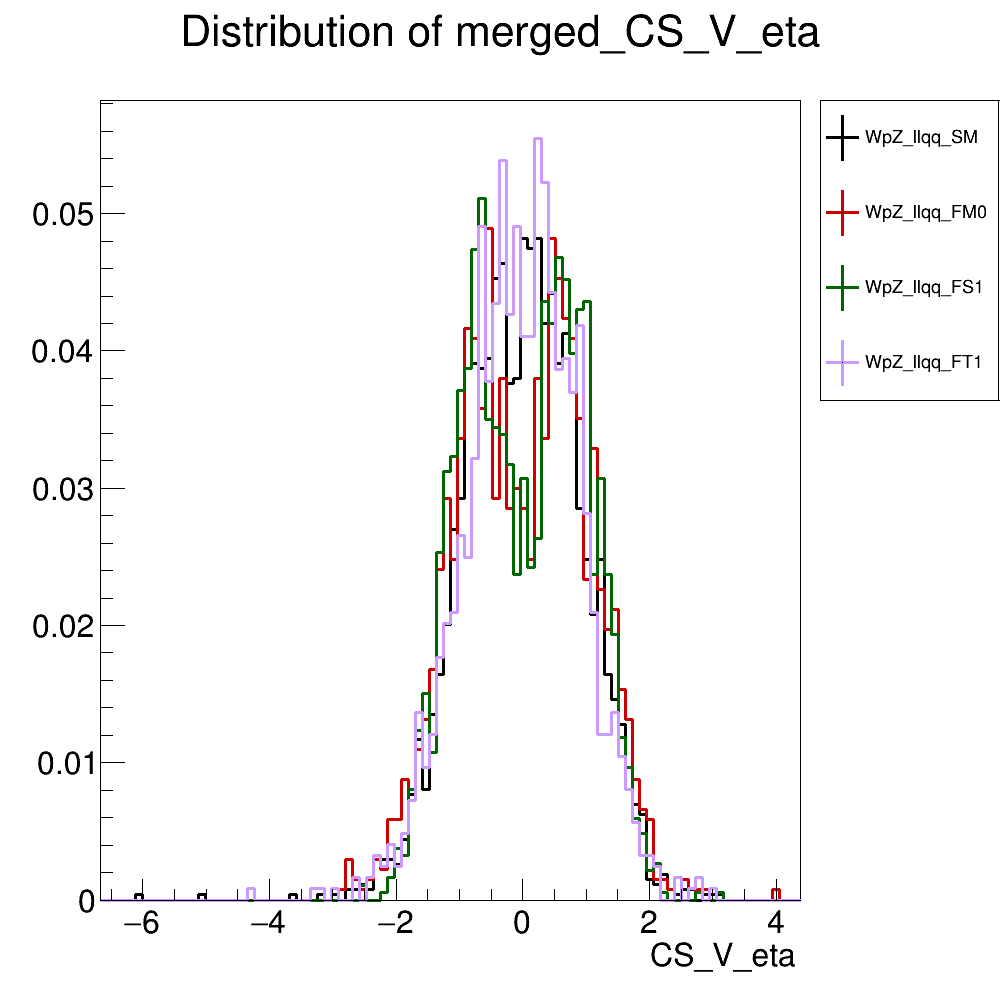 Distribution of merged_CS_V_eta
WpZ_llqq_SM
WpZ_llqq_FM0
WpZ_llqq_FS1
WpZ_llqq_FT1
0.05
0.04
0.03
0.02
0.01
0
−6 −4 −2 0 2 4
CS_V_eta